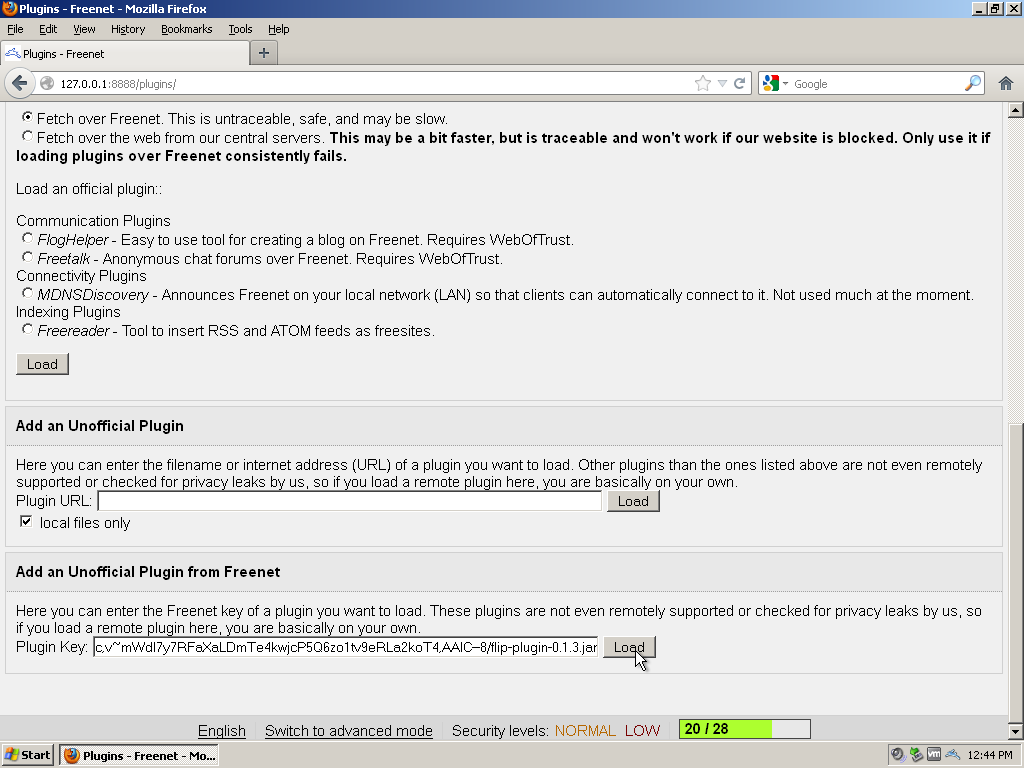 Plugins - Freenet - Mozilla Firefox
File Edit View History Bookmarks Tools Help
Plugins - Freenet
127.0.0.1:8888/plugins/ Google
Fetch over Freenet. This is untraceable, safe, and may be slow.
Fetch over the web from our central servers. This may be a bit faster, but is traceable and won't work if our website is blocked. Only use it if
loading plugins over Freenet consistently fails.
Load an official plugin::
Communication Plugins
FlogHelper - Easy to use tool for creating a blog on Freenet. Requires WebOfTrust.
Freetalk - Anonymous chat forums over Freenet. Requires WebOfTrust.
Connectivity Plugins
MDNSDiscovery - Announces Freenet on your local network (LAN) so that clients can automatically connect to it. Not used much at the moment.
Indexing Plugins
Freereader - Tool to insert RSS and ATOM feeds as freesites.
Load
Add an Unofficial Plugin
Here you can enter the filename or internet address (URL) of a plugin you want to load. Other plugins than the ones listed above are not even remotely
supported or checked for privacy leaks by us, so if you load a remote plugin here, you are basically on your own.
Plugin URL: Load
local files only
Add an Unofficial Plugin from Freenet
Here you can enter the Freenet key of a plugin you want to load. These plugins are not even remotely supported or checked for privacy leaks by us, so
if you load a remote plugin here, you are basically on your own.
Plugin Key: c,v~mWdI7y7RFaXaLDmTe4kwjcP5Q6zo1tv9eRLa2koT4,AAIC--8/flip-plugin-0.1.3.jar Load
English Switch to advanced mode Security levels: NORMAL LOW 20 / 28
Start Plugins - Freenet - Mo... 12:44 PM